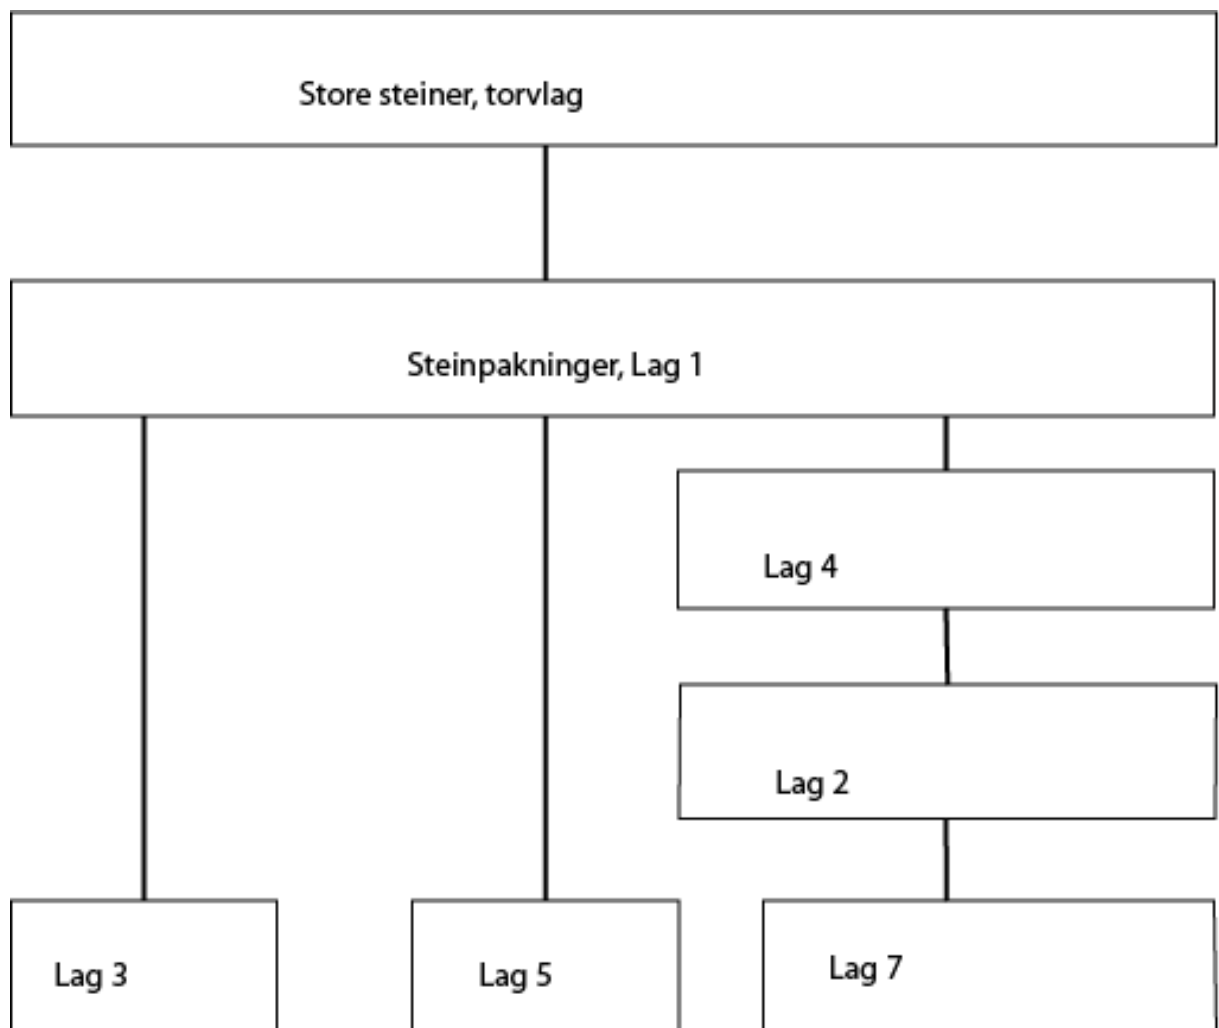 Store steiner, torvlag
Steinpakninger, Lag 1
Lag 4
Lag 2
Lag 3
Lag 5
Lag 7